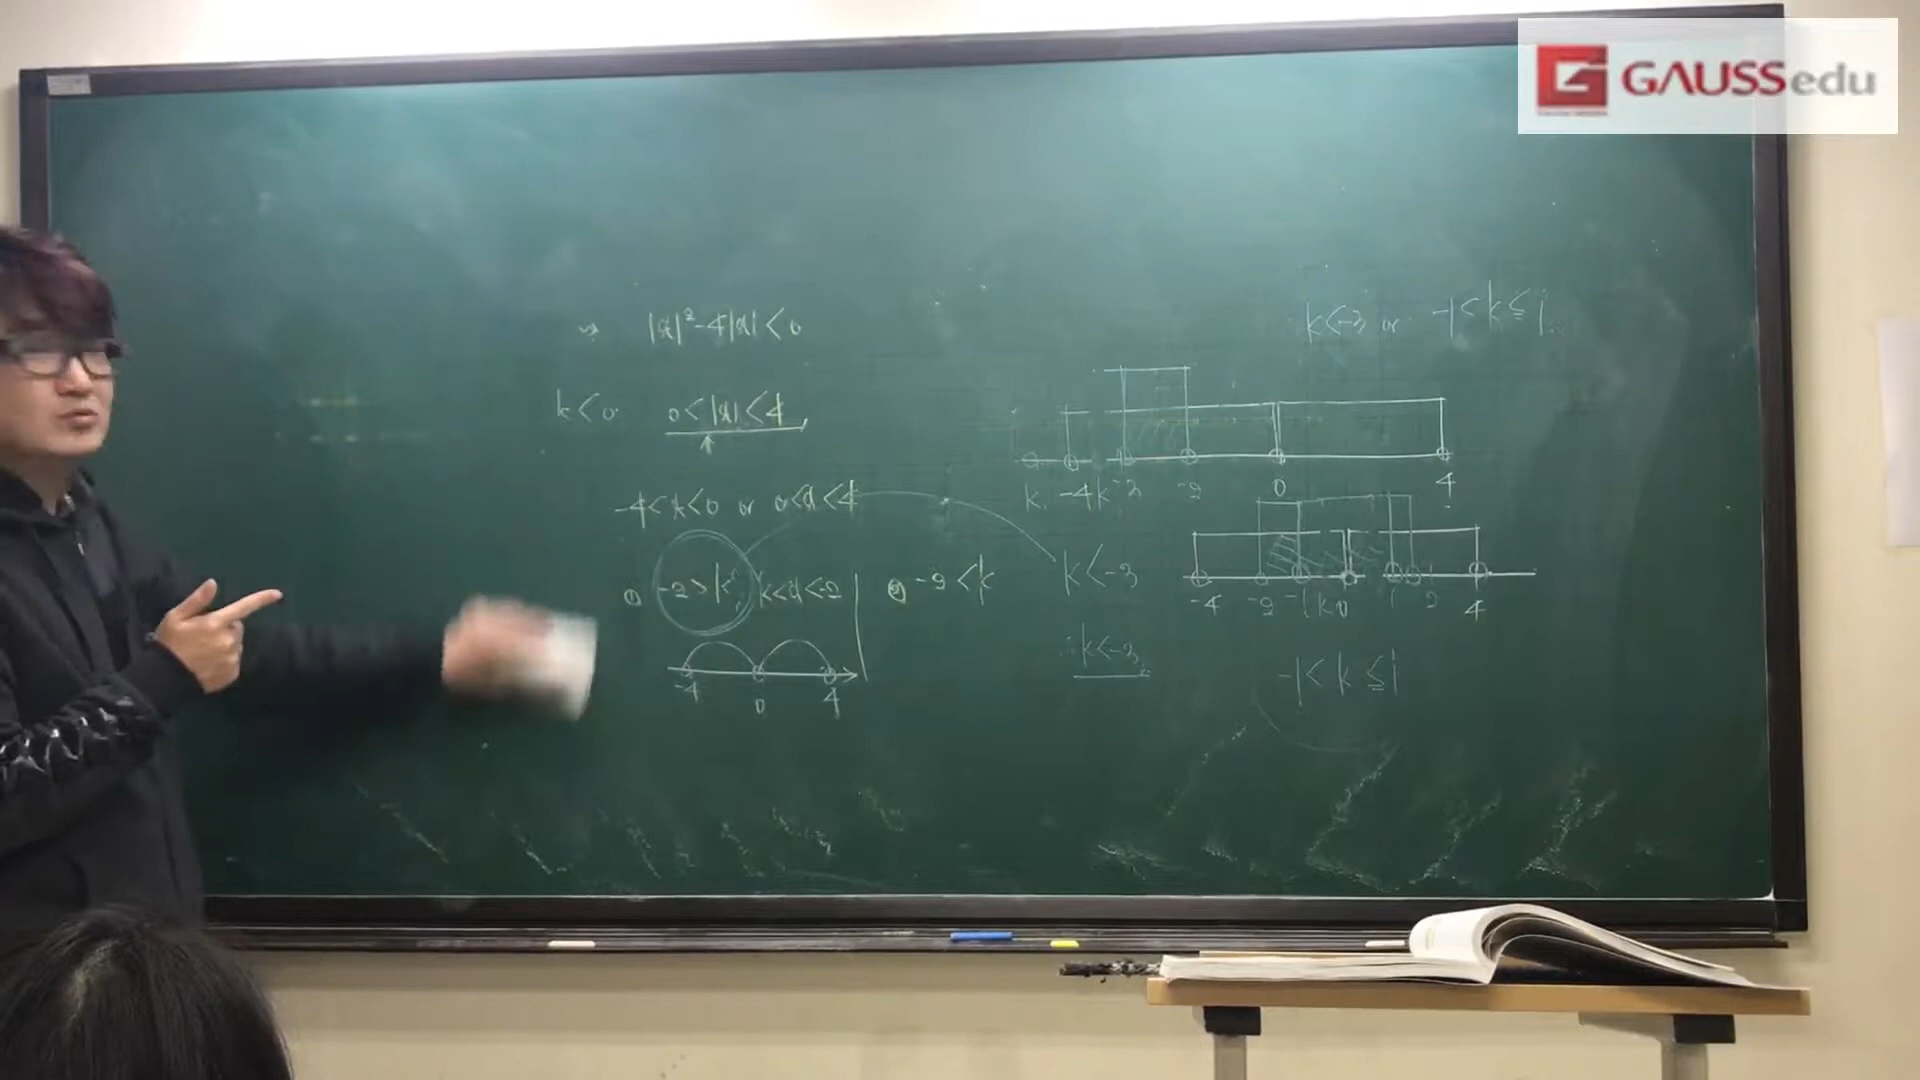 GAUSSedu
|x|²-4|x|<0
k<0 0<|x|<4
-4<x<0 or 0<x<4
① -2>k k<x<-2
-4 0 4
② -2<k
k<-3
∴ k<-3
k<-3 or -1<k≤1
k -4 k -3 -2 0 4
-4 -2 -1 k 0 1 2 4
-1<k≤1